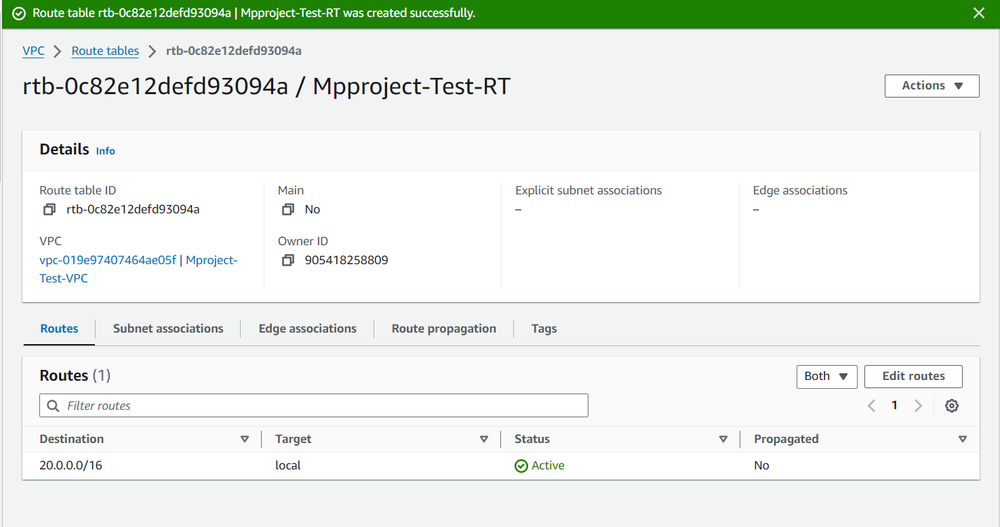 Route table rtb-0c82e12defd93094a | Mpproject-Test-RT was created successfully.
VPC > Route tables > rtb-0c82e12defd93094a
rtb-0c82e12defd93094a / Mpproject-Test-RT
Actions
Details Info
Route table ID
rtb-0c82e12defd93094a
Main
No
Explicit subnet associations
–
Edge associations
–
VPC
vpc-019e97407464ae05f | Mproject-
Test-VPC
Owner ID
905418258809
Routes Subnet associations Edge associations Route propagation Tags
Routes (1)
Both Edit routes
Filter routes
1
Destination Target Status Propagated
20.0.0.0/16 local Active No